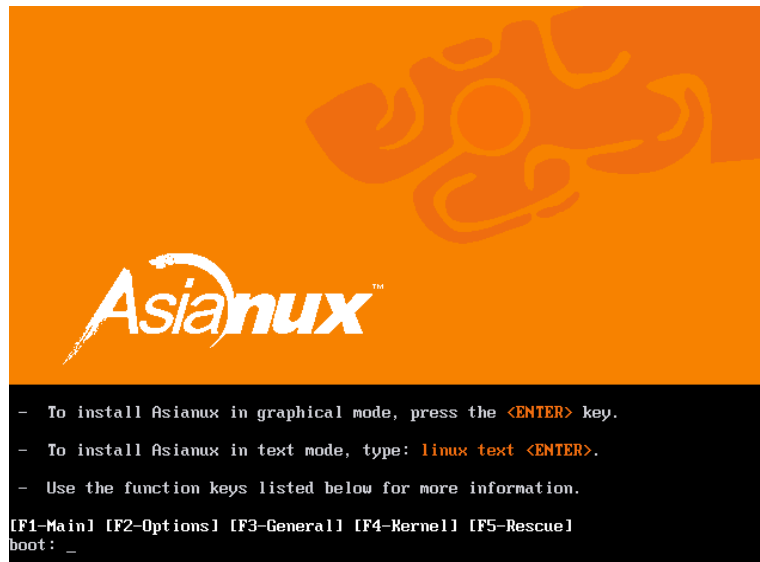 Asianux™
- To install Asianux in graphical mode, press the <ENTER> key.
- To install Asianux in text mode, type: linux text <ENTER>.
- Use the function keys listed below for more information.
[F1-Main] [F2-Options] [F3-General] [F4-Kernel] [F5-Rescue]
boot: _